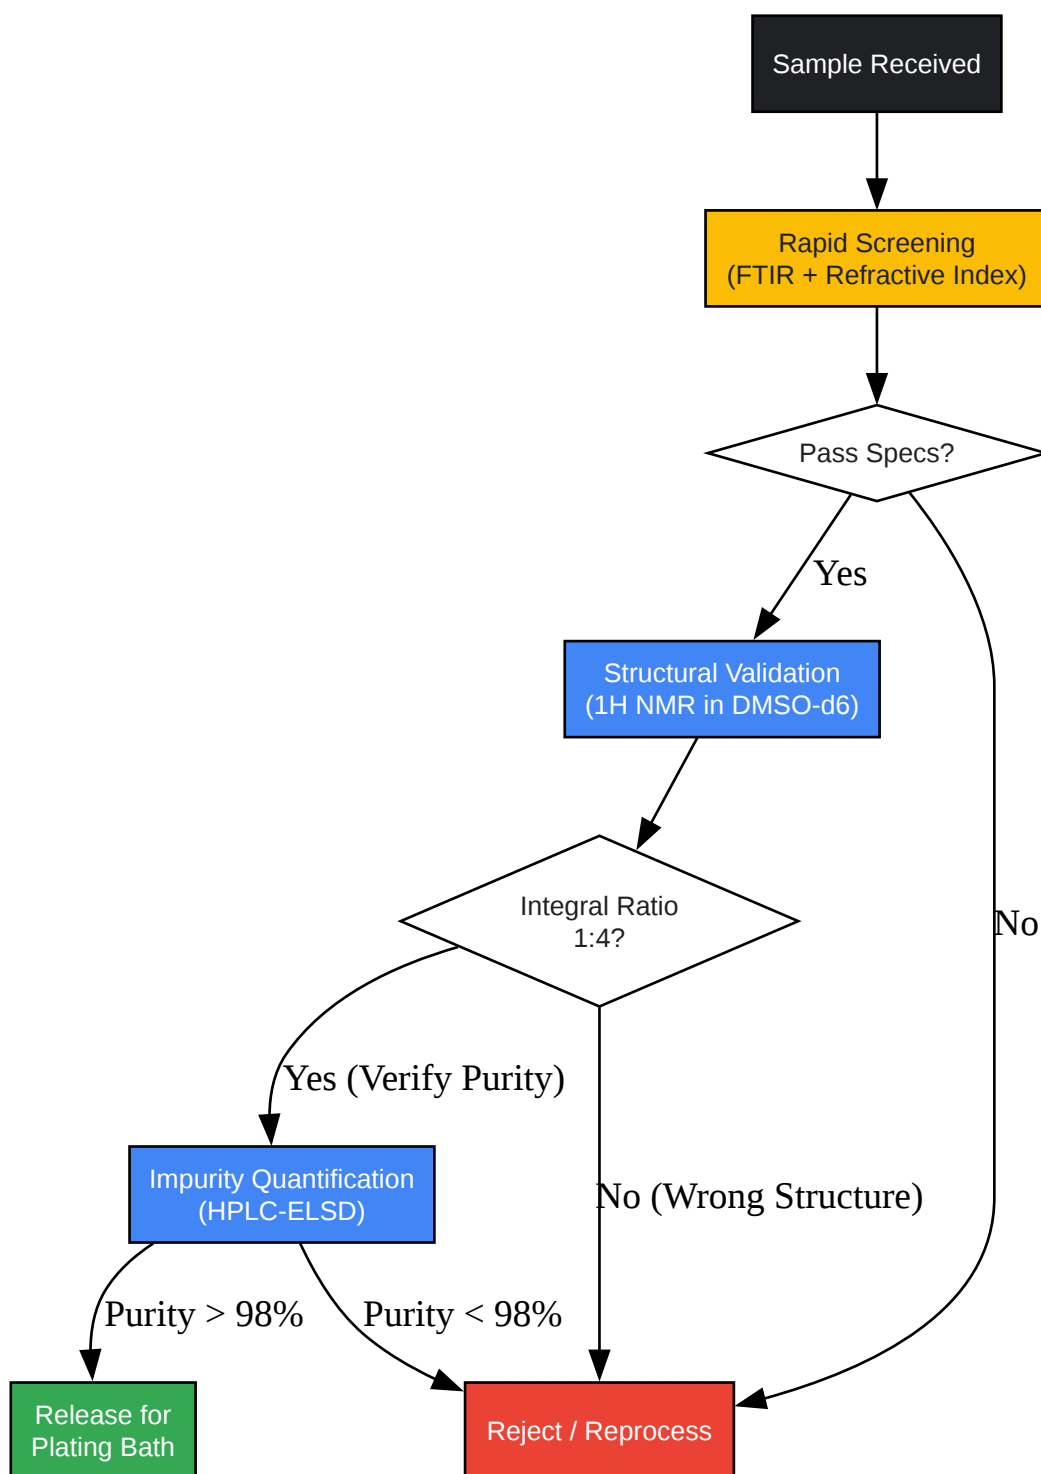 Sample Received
Rapid Screening
(FTIR + Refractive Index)
Pass Specs?
Yes
Structural Validation
(1H NMR in DMSO-d6)
Integral Ratio
1:4?
No
Yes (Verify Purity)
Impurity Quantification
(HPLC-ELSD)
No (Wrong Structure)
Purity > 98%
Purity < 98%
Release for
Plating Bath
Reject / Reprocess